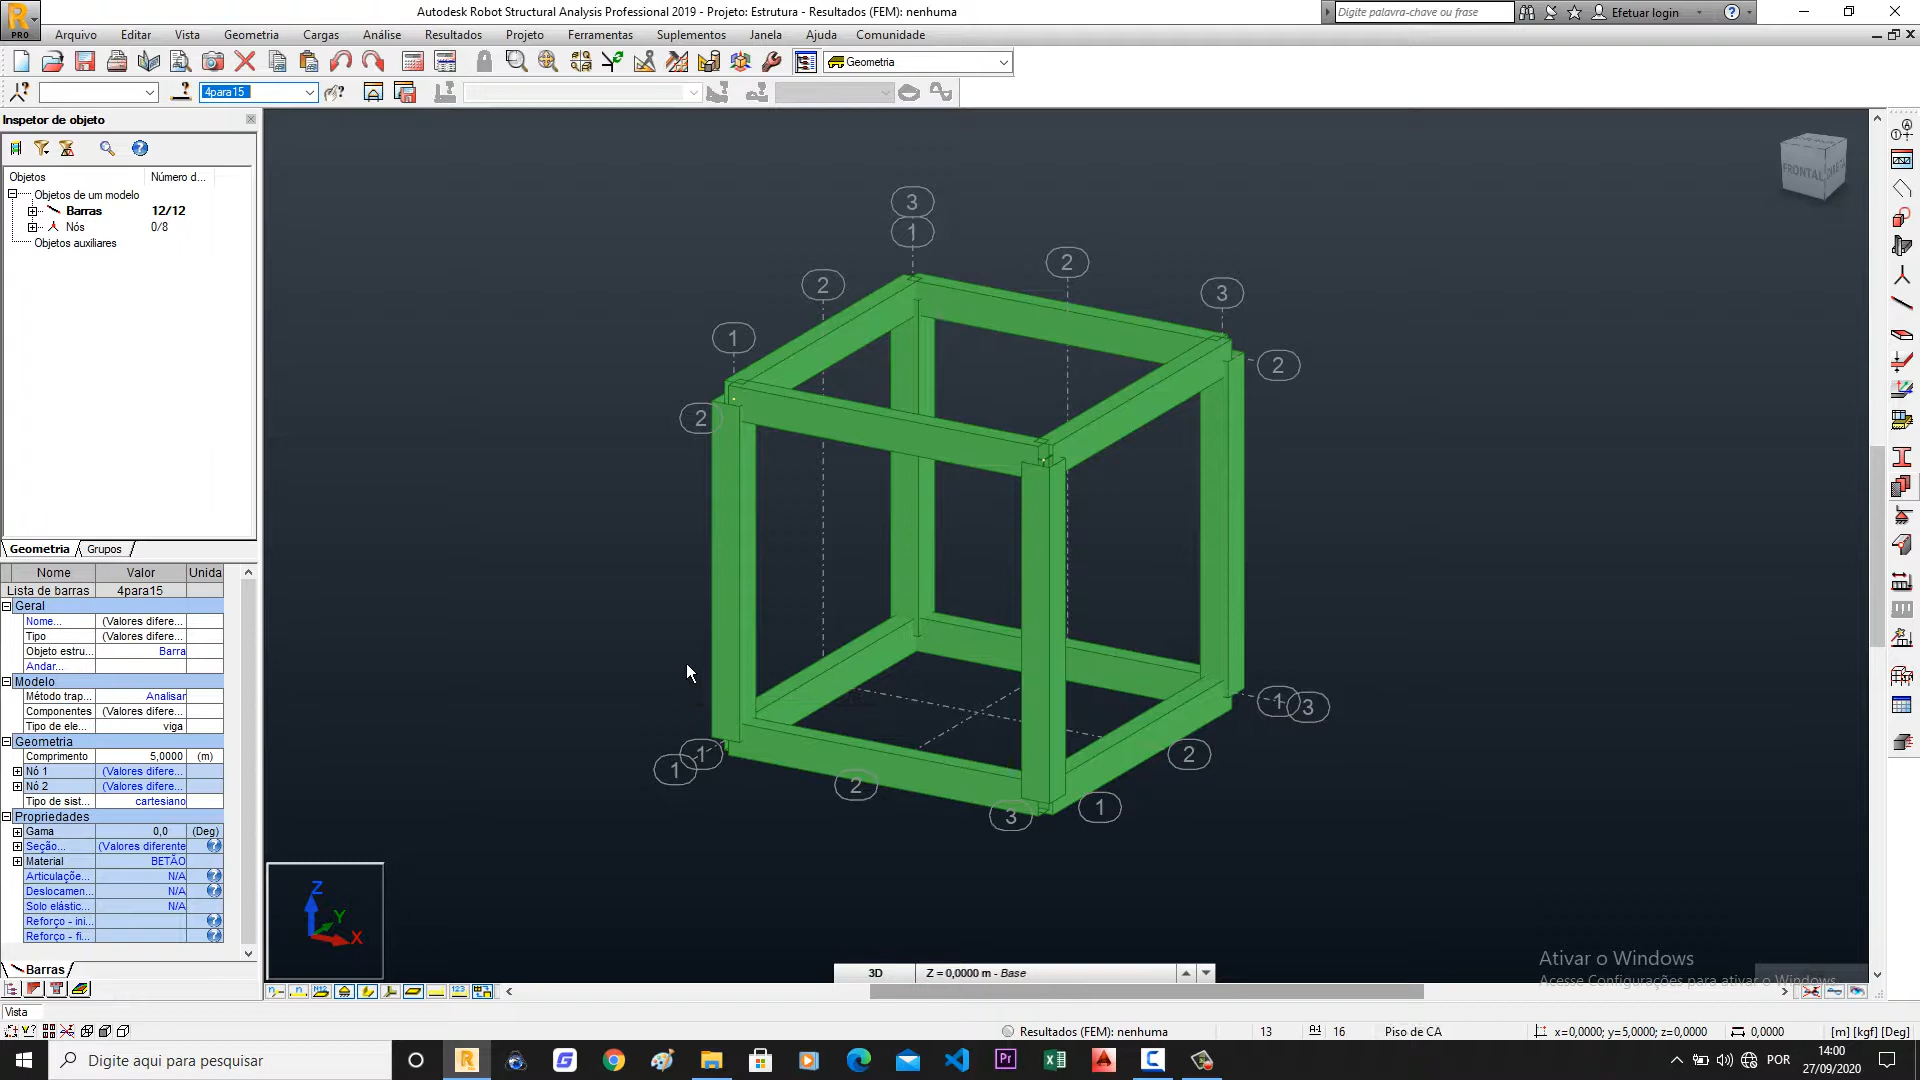 Autodesk Robot Structural Analysis Professional 2019 - Projeto: Estrutura - Resultados (FEM): nenhuma
Digite palavra-chave ou frase
Efetuar login
PRO
Arquivo Editar Vista Geometria Cargas Análise Resultados Projeto Ferramentas Suplementos Janela Ajuda Comunidade
Geometria
4para15
Inspetor de objeto
Objetos Número d...
Objetos de um modelo
Barras 12/12
Nós 0/8
Objetos auxiliares
Geometria Grupos
Nome Valor Unida
Lista de barras 4para15
Geral
Nome... (Valores difere...
Tipo (Valores difere...
Objeto estru... Barra
Andar...
Modelo
Método trap... Analisar
Componentes (Valores difere...
Tipo de ele... viga
Geometria
Comprimento 5,0000 (m)
Nó 1 (Valores difere...
Nó 2 (Valores difere...
Tipo de sist... cartesiano
Propriedades
Gama 0,0 (Deg)
Seção... (Valores diferente
Material BETÃO
Articulaçõe... N/A
Deslocamen... N/A
Solo elástic... N/A
Reforço - ini...
Reforço - fi...
Barras
Vista
3
1
2
2
3
1
2
2
1
3
1
1
2
2
3
1
FRONTAL
Z
Y
X
3D Z = 0,0000 m - Base
Ativar o Windows
Acesse Configurações para ativar o Windows.
Resultados (FEM): nenhuma 13 16 Piso de CA x=0,0000; y=5,0000; z=0,0000 0,0000 [m] [kgf] [Deg]
Digite aqui para pesquisar
POR
14:00
27/09/2020